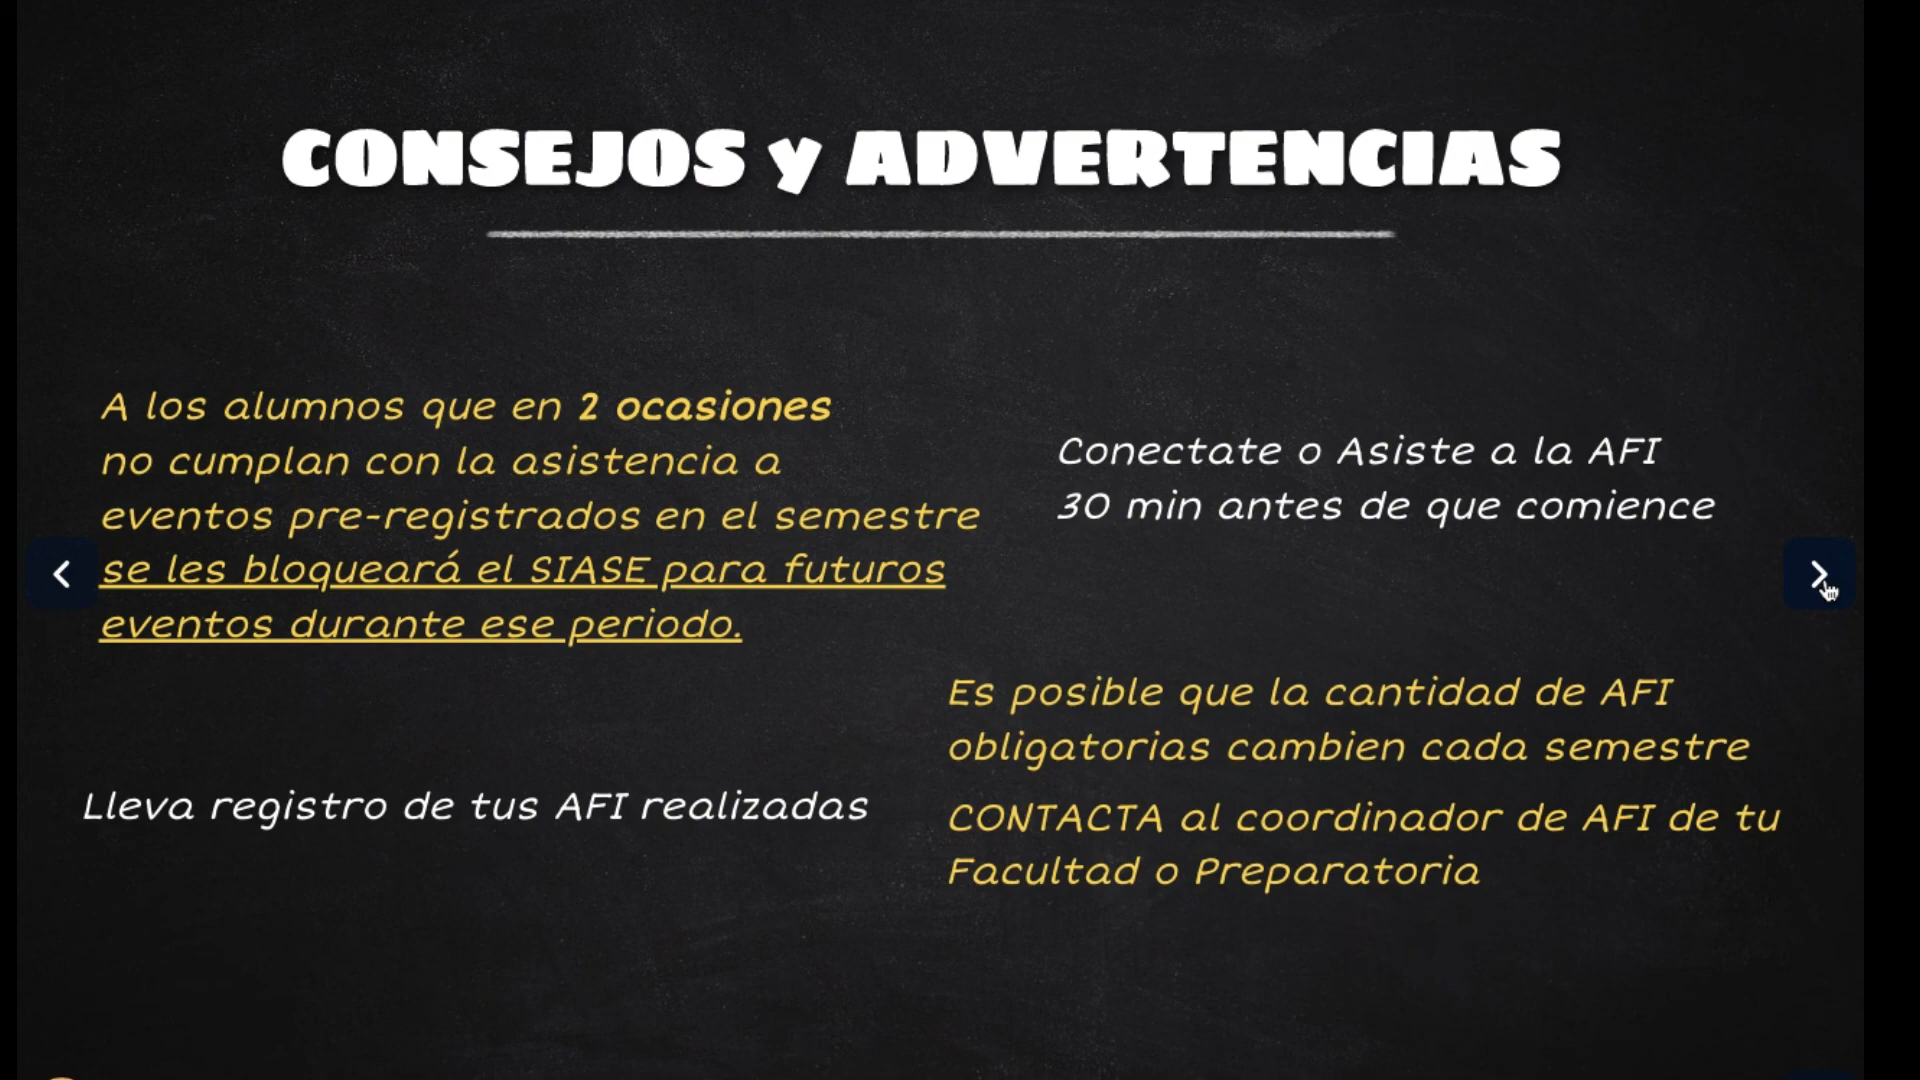 CONSEJOS y ADVERTENCIAS
A los alumnos que en 2 ocasiones
no cumplan con la asistencia a
eventos pre-registrados en el semestre
se les bloqueará el SIASE para futuros
eventos durante ese periodo.
Conectate o Asiste a la AFI
30 min antes de que comience
Lleva registro de tus AFI realizadas
Es posible que la cantidad de AFI
obligatorias cambien cada semestre
CONTACTA al coordinador de AFI de tu
Facultad o Preparatoria